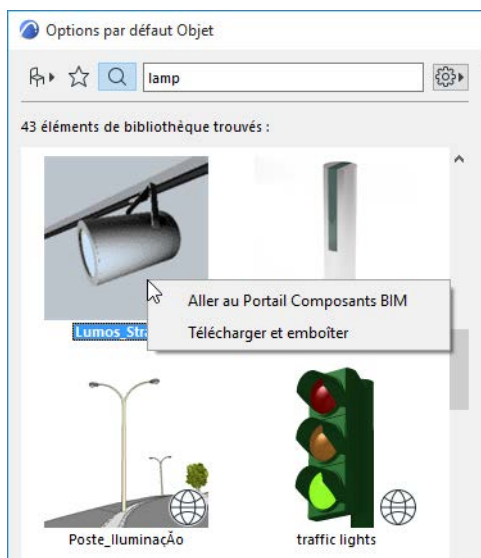 Options par défaut Objet
lamp
43 éléments de bibliothèque trouvés :
Aller au Portail Composants BIM
Télécharger et emboîter
Poste_IluminaçÃo
traffic lights